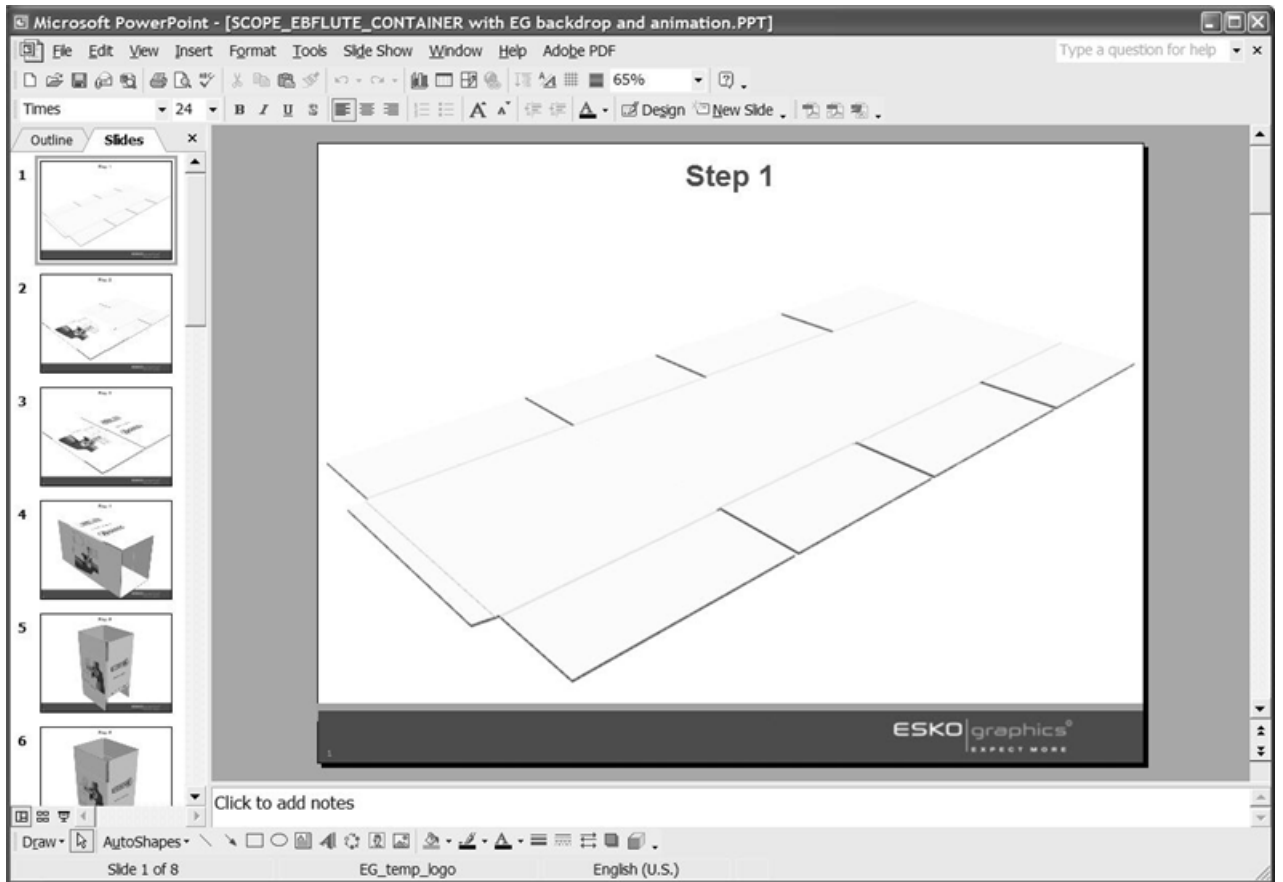 Microsoft PowerPoint - [SCOPE_EBFLUTE_CONTAINER with EG backdrop and animation.PPT]
File Edit View Insert Format Tools Slide Show Window Help Adobe PDF Type a question for help
65%
Times 24 B I U S Design New Slide
Outline Slides
1
2
3
4
5
6
Step 1
ESKO graphics
EXPECT MORE
1
Click to add notes
Draw AutoShapes
Slide 1 of 8 EG_temp_logo English (U.S.)